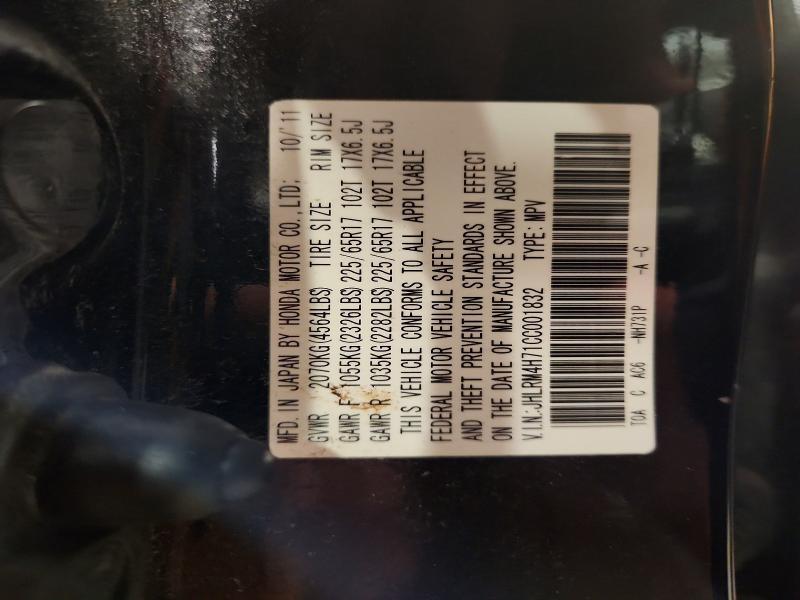 MFD. IN JAPAN BY HONDA MOTOR CO., LTD; 10/'11
GVWR 2070KG(4564LBS) TIRE SIZE: RIM SIZE
GAWR F 1055KG(2326LBS) 225/65R17 102T 17X6.5J
GAWR R 1035KG(2282LBS) 225/65R17 102T 17X6.5J
THIS VEHICLE CONFORMS TO ALL APPLICABLE
FEDERAL MOTOR VEHICLE SAFETY
AND THEFT PREVENTION STANDARDS IN EFFECT
ON THE DATE OF MANUFACTURE SHOWN ABOVE.
V.I.N:JHLRM4H71CC001832 TYPE: MPV
TOA C AC6 -NH731P -A -C